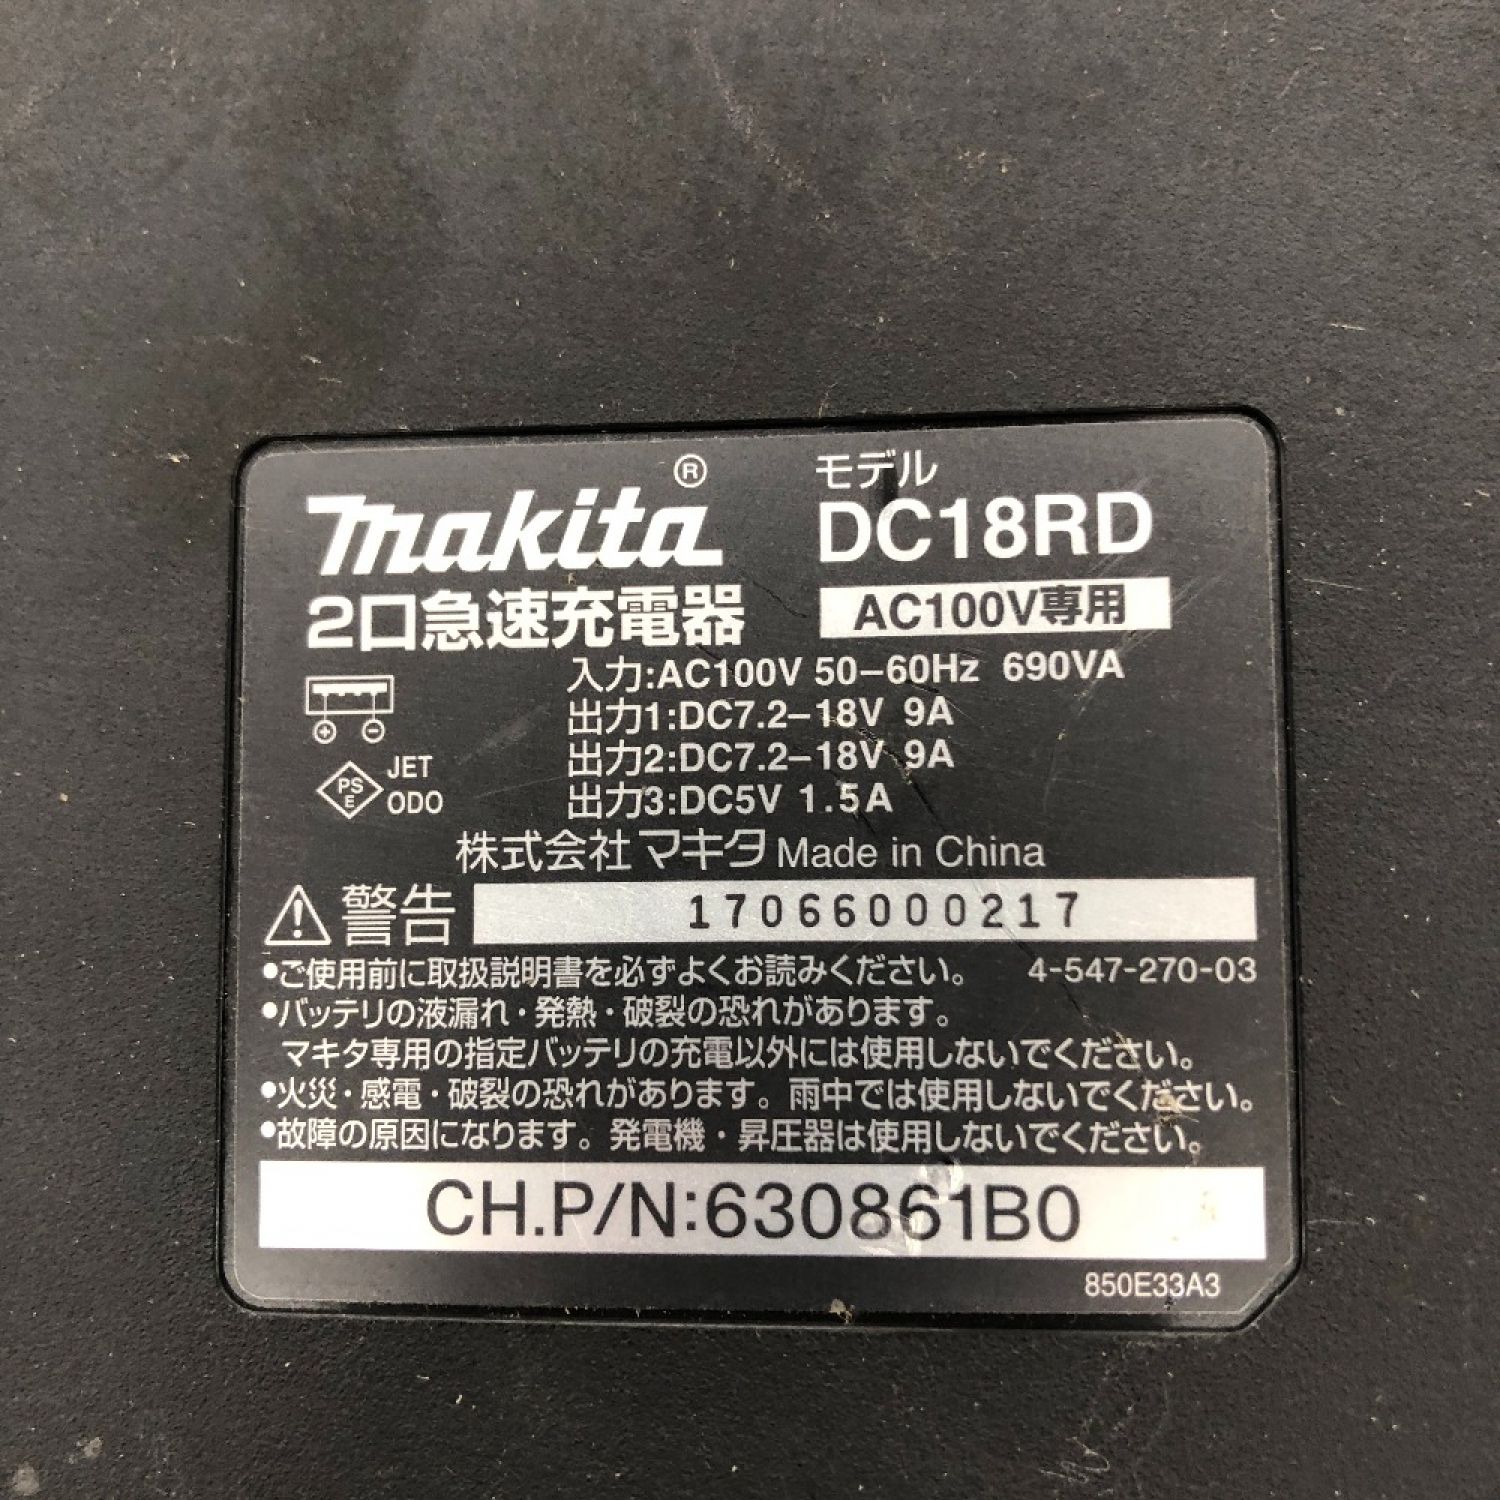 makita®
モデル
DC18RD
2口急速充電器
AC100V専用
入力:AC100V 50-60Hz 690VA
出力1:DC7.2-18V 9A
出力2:DC7.2-18V 9A
出力3:DC5V 1.5A
PS
E
JET
ODO
株式会社マキタ Made in China
警告
17066000217
•ご使用前に取扱説明書を必ずよくお読みください。 4-547-270-03
•バッテリの液漏れ・発熱・破裂の恐れがあります。
マキタ専用の指定バッテリの充電以外には使用しないでください。
•火災・感電・破裂の恐れがあります。雨中では使用しないでください。
•故障の原因になります。発電機・昇圧器は使用しないでください。
CH.P/N:630861B0
850E33A3